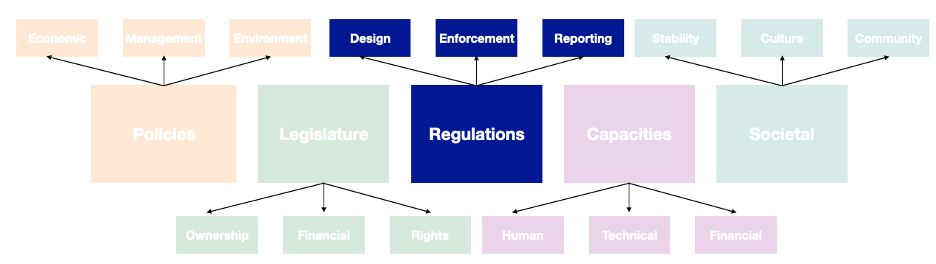 Economic
Management
Environment
Design
Enforcement
Reporting
Stability
Culture
Community
Policies
Legislature
Regulations
Capacities
Societal
Ownership
Financial
Rights
Human
Technical
Financial